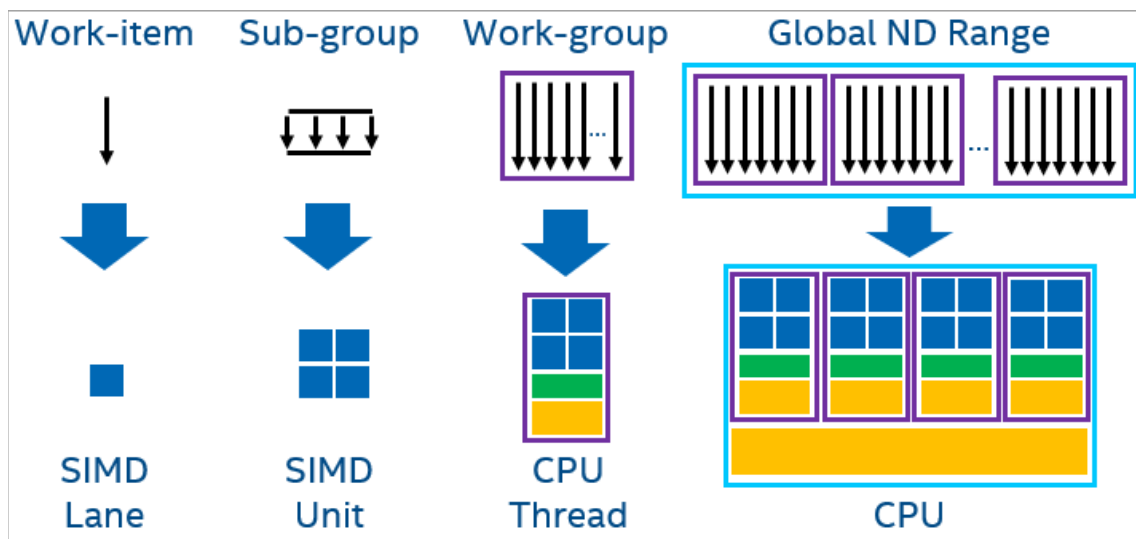 Work-item
Sub-group
Work-group
Global ND Range
...
...
SIMD
Lane
SIMD
Unit
CPU
Thread
CPU